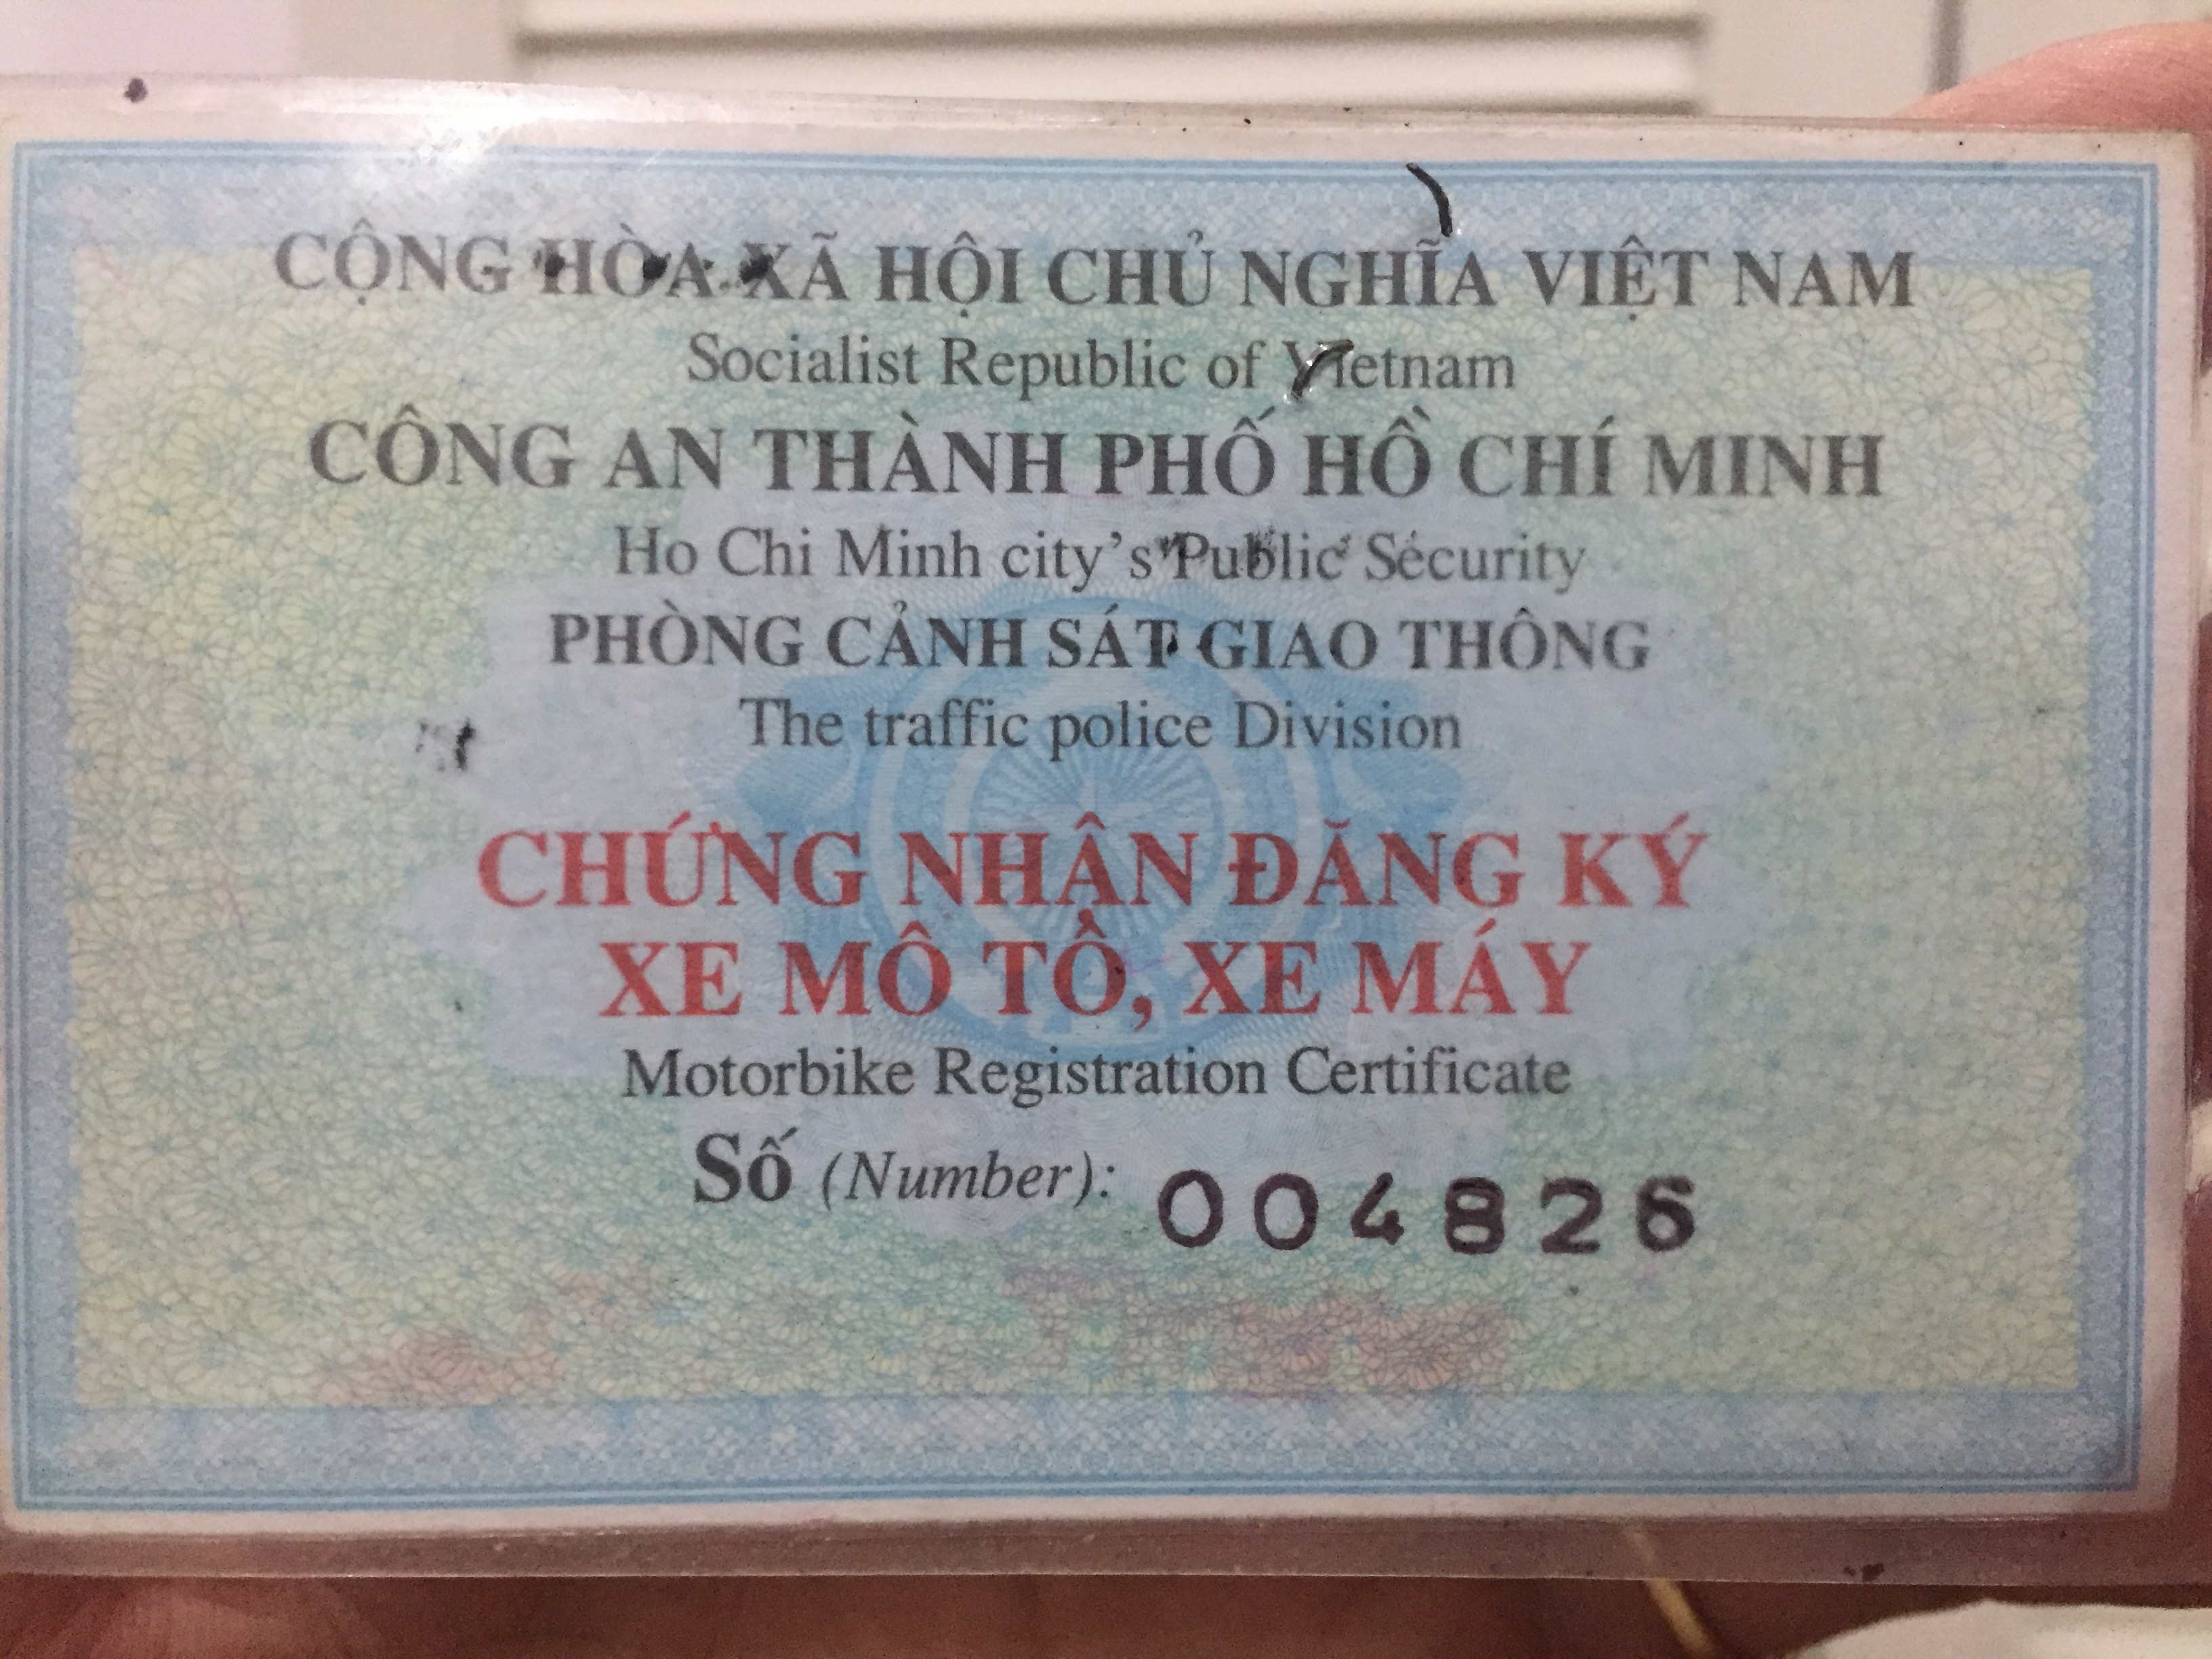 CỘNG HÒA XÃ HỘI CHỦ NGHĨA VIỆT NAM
Socialist Republic of Vietnam
CÔNG AN THÀNH PHỐ HỒ CHÍ MINH
Ho Chi Minh city's Public Security
PHÒNG CẢNH SÁT GIAO THÔNG
The traffic police Division
CHỨNG NHẬN ĐĂNG KÝ
XE MÔ TÔ, XE MÁY
Motorbike Registration Certificate
Số (Number): 004826